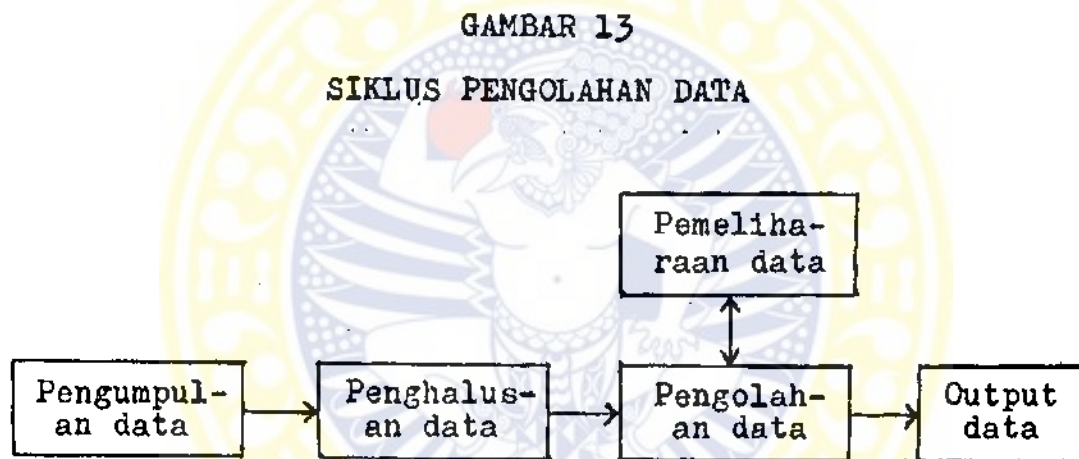 GAMBAR 13
SIKLUS PENGOLAHAN DATA
Pemeliha-
raan data
Pengumpul-
an data
Penghalus-
an data
Pengolah-
an data
Output
data